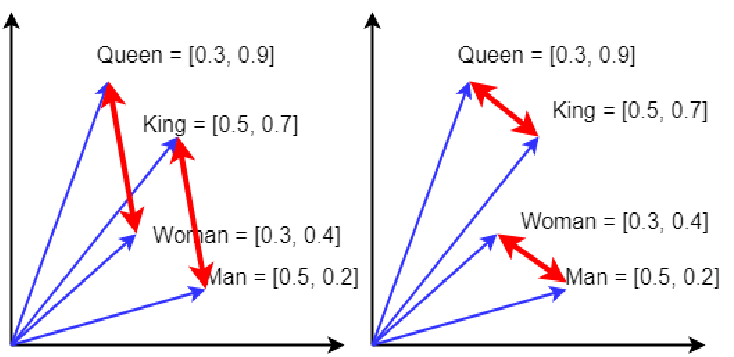 Queen = [0.3, 0.9]
King = [0.5, 0.7]
Woman = [0.3, 0.4]
Man = [0.5, 0.2]
Queen = [0.3, 0.9]
King = [0.5, 0.7]
Woman = [0.3, 0.4]
Man = [0.5, 0.2]